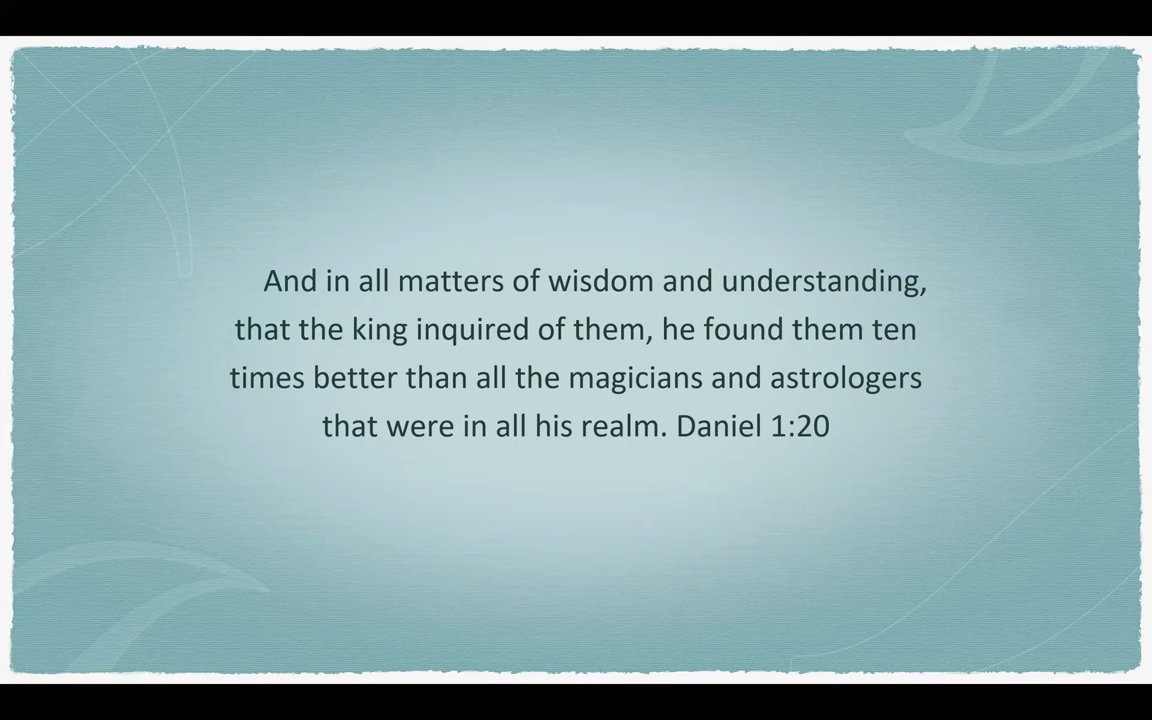 And in all matters of wisdom and understanding,
that the king inquired of them, he found them ten
times better than all the magicians and astrologers
that were in all his realm. Daniel 1:20